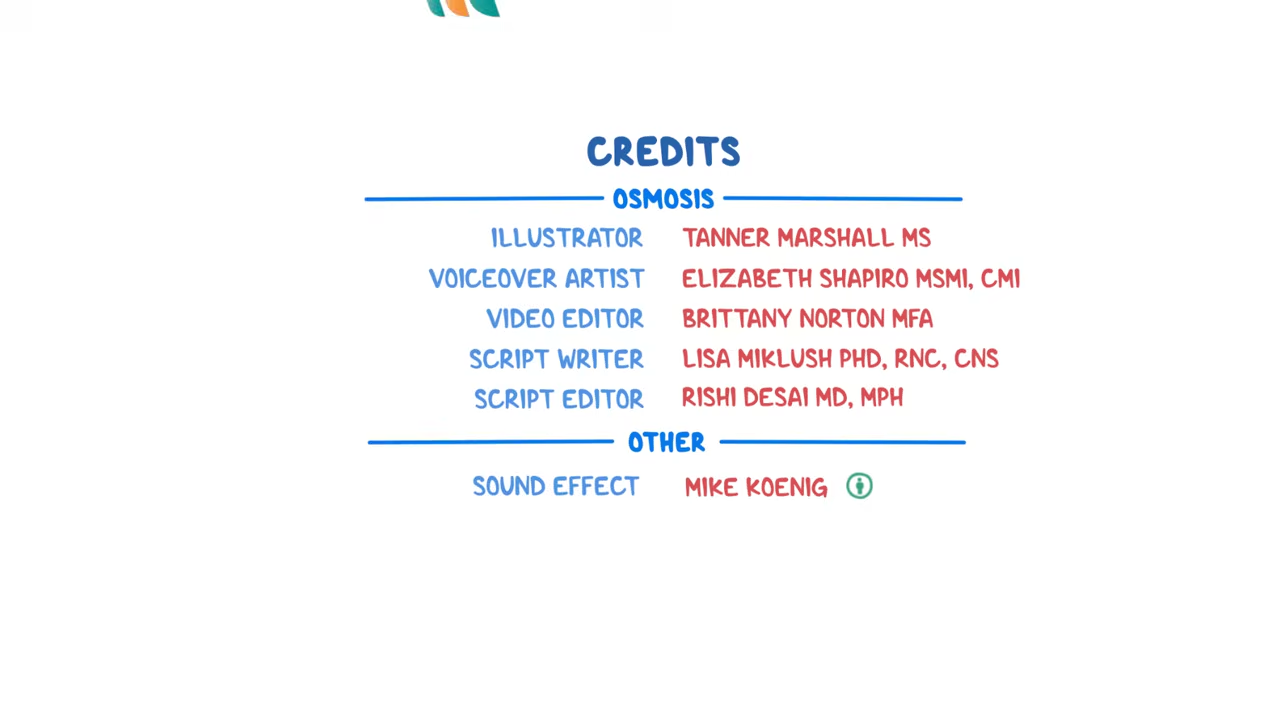 CREDITS
OSMOSIS
ILLUSTRATOR TANNER MARSHALL MS
VOICEOVER ARTIST ELIZABETH SHAPIRO MSMI, CMI
VIDEO EDITOR BRITTANY NORTON MFA
SCRIPT WRITER LISA MIKLUSH PHD, RNC, CNS
SCRIPT EDITOR RISHI DESAI MD, MPH
OTHER
SOUND EFFECT MIKE KOENIG